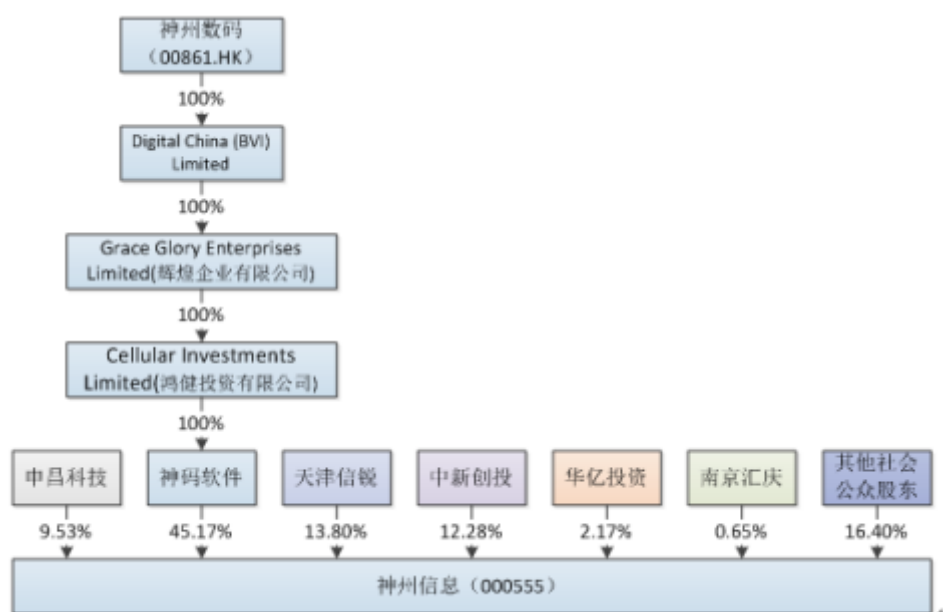 神州数码
（00861.HK）
100%
Digital China (BVI)
Limited
100%
Grace Glory Enterprises
Limited(辉煌企业有限公司)
100%
Cellular Investments
Limited(鸿健投资有限公司)
100%
申昌科技
神码软件
天津信锐
中新创投
华亿投资
南京汇庆
其他社会
公众股东
9.53%
45.17%
13.80%
12.28%
2.17%
0.65%
16.40%
神州信息（000555）